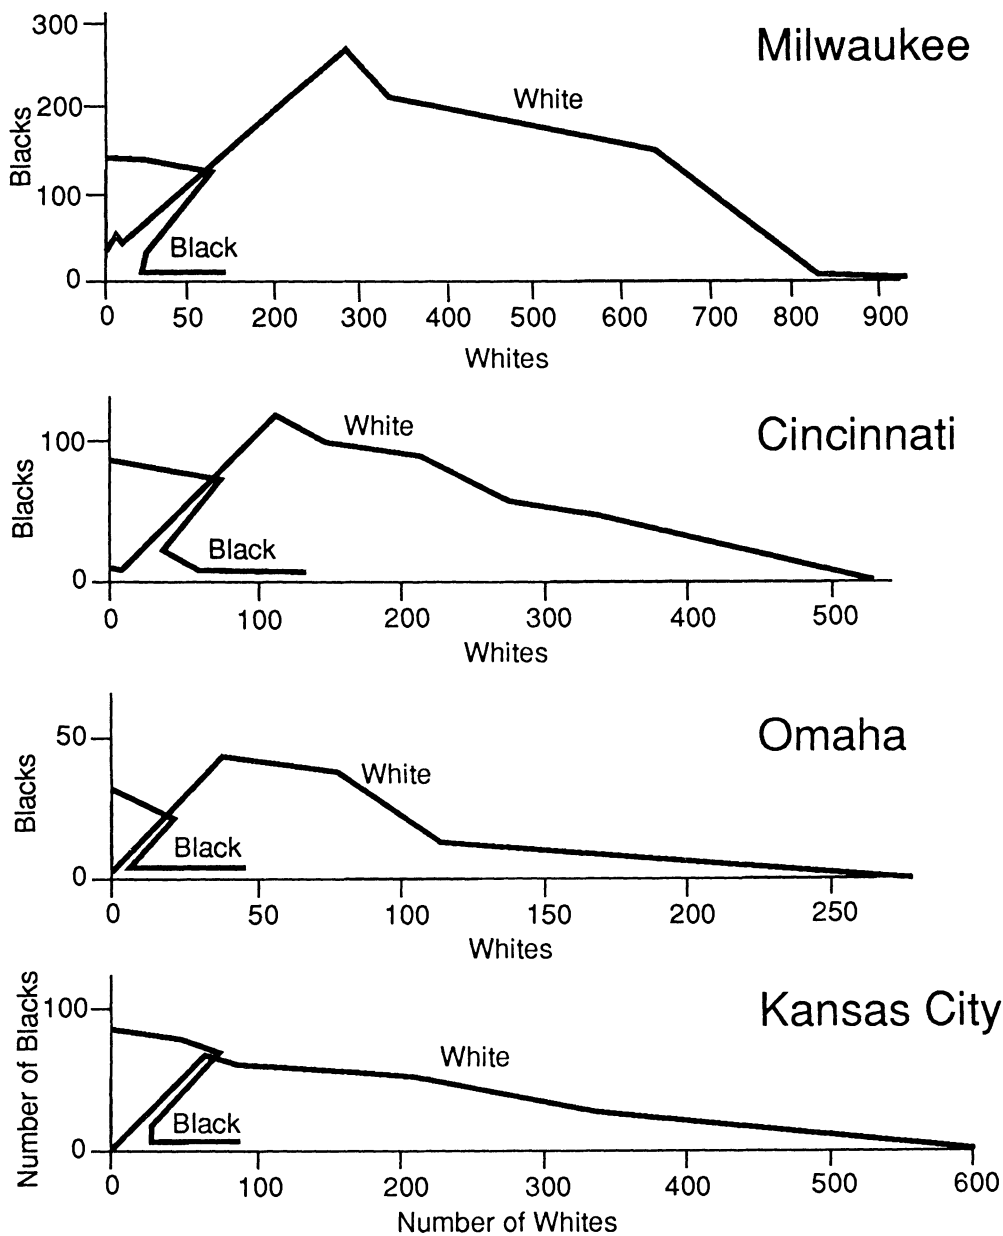 Milwaukee
Blacks
300
200
100
0
White
Black
0 50 200 300 400 500 600 700 800 900
Whites
Cincinnati
Blacks
100
0
White
Black
0 100 200 300 400 500
Whites
Omaha
Blacks
50
0
White
Black
0 50 100 150 200 250
Whites
Kansas City
Number of Blacks
100
0
White
Black
0 100 200 300 400 500 600
Number of Whites